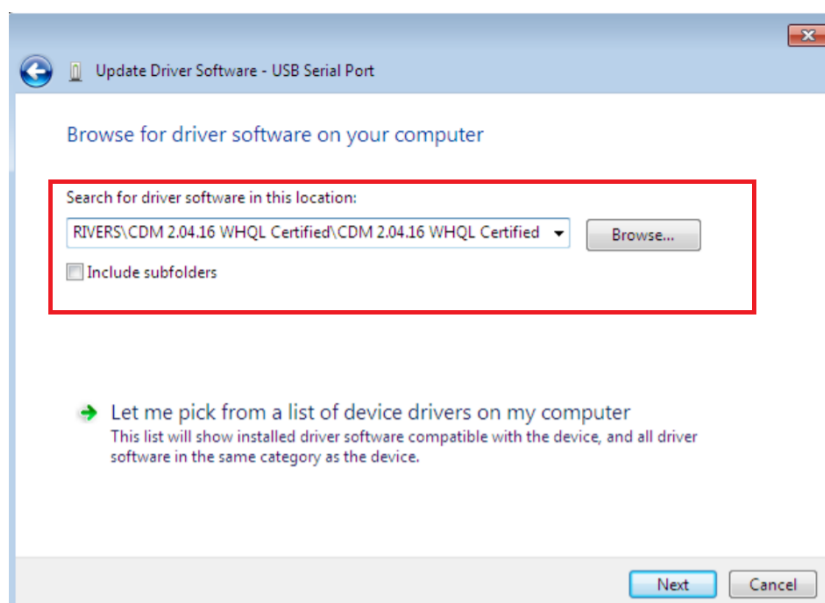 Update Driver Software - USB Serial Port
Browse for driver software on your computer
Search for driver software in this location:
RIVERS\CDM 2.04.16 WHQL Certified\CDM 2.04.16 WHQL Certified
Browse...
Include subfolders
Let me pick from a list of device drivers on my computer
This list will show installed driver software compatible with the device, and all driver
software in the same category as the device.
Next
Cancel